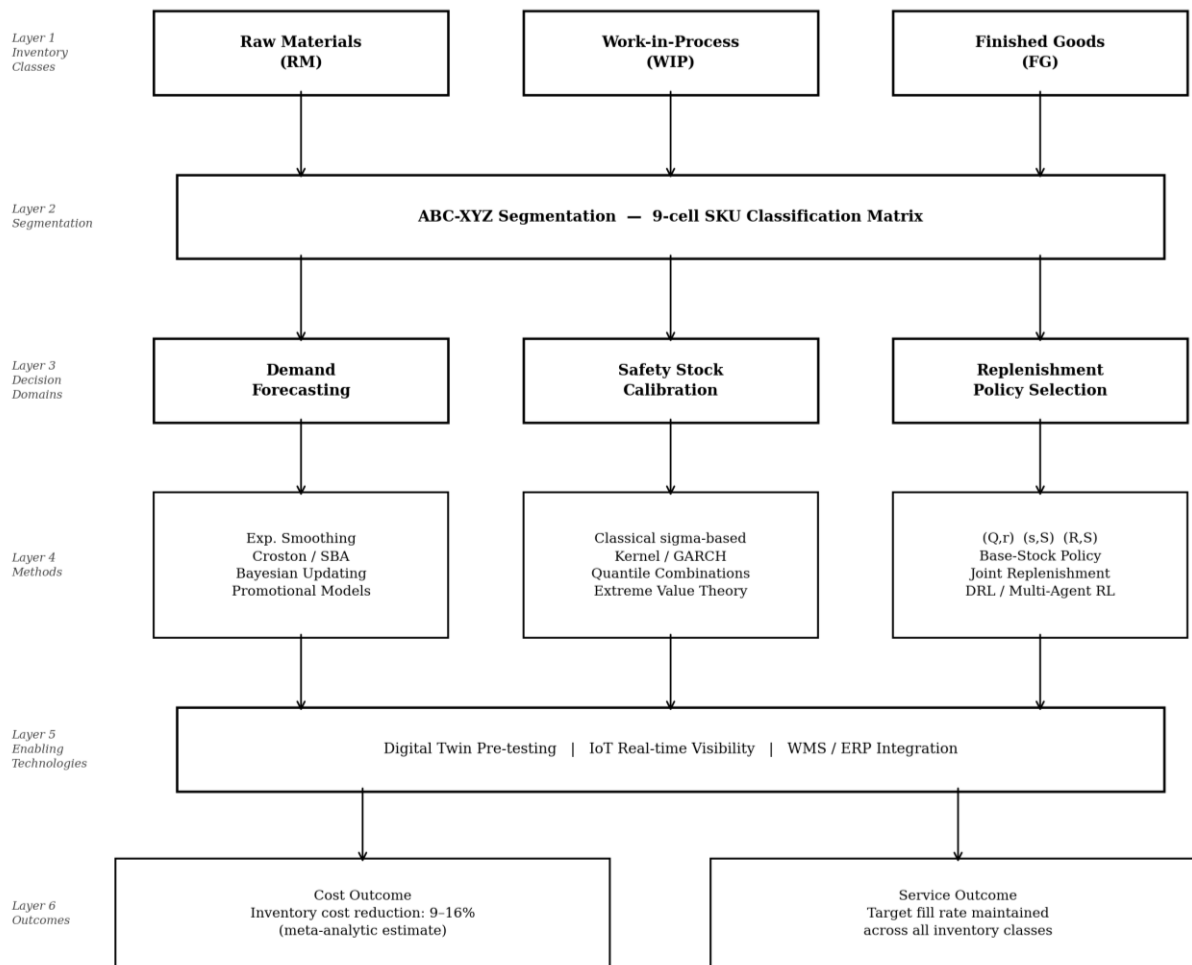 Layer 1
Inventory
Classes
Raw Materials
(RM)
Work-in-Process
(WIP)
Finished Goods
(FG)
Layer 2
Segmentation
ABC-XYZ Segmentation — 9-cell SKU Classification Matrix
Layer 3
Decision
Domains
Demand
Forecasting
Safety Stock
Calibration
Replenishment
Policy Selection
Layer 4
Methods
Exp. Smoothing
Croston / SBA
Bayesian Updating
Promotional Models
Classical sigma-based
Kernel / GARCH
Quantile Combinations
Extreme Value Theory
(Q,r) (s,S) (R,S)
Base-Stock Policy
Joint Replenishment
DRL / Multi-Agent RL
Layer 5
Enabling
Technologies
Digital Twin Pre-testing | IoT Real-time Visibility | WMS / ERP Integration
Layer 6
Outcomes
Cost Outcome
Inventory cost reduction: 9–16%
(meta-analytic estimate)
Service Outcome
Target fill rate maintained
across all inventory classes